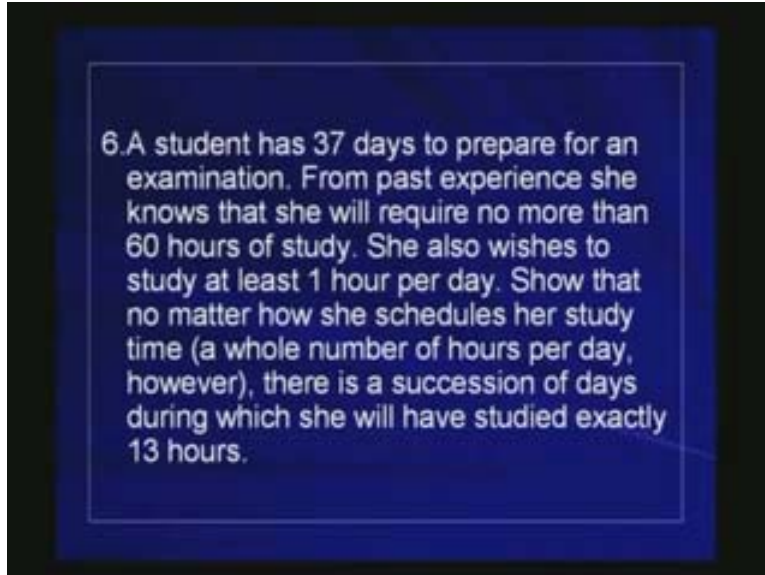 6.A student has 37 days to prepare for an
examination. From past experience she
knows that she will require no more than
60 hours of study. She also wishes to
study at least 1 hour per day. Show that
no matter how she schedules her study
time (a whole number of hours per day,
however), there is a succession of days
during which she will have studied exactly
13 hours.